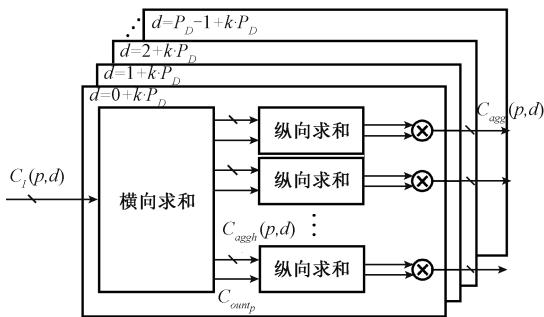 d=P_D−1+k·P_D
d=2+k·P_D
d=1+k·P_D
d=0+k·P_D
C_agg(p,d)
纵向求和
C_I(p,d)
纵向求和
横向求和
C_aggh(p,d)
纵向求和
C_count_p